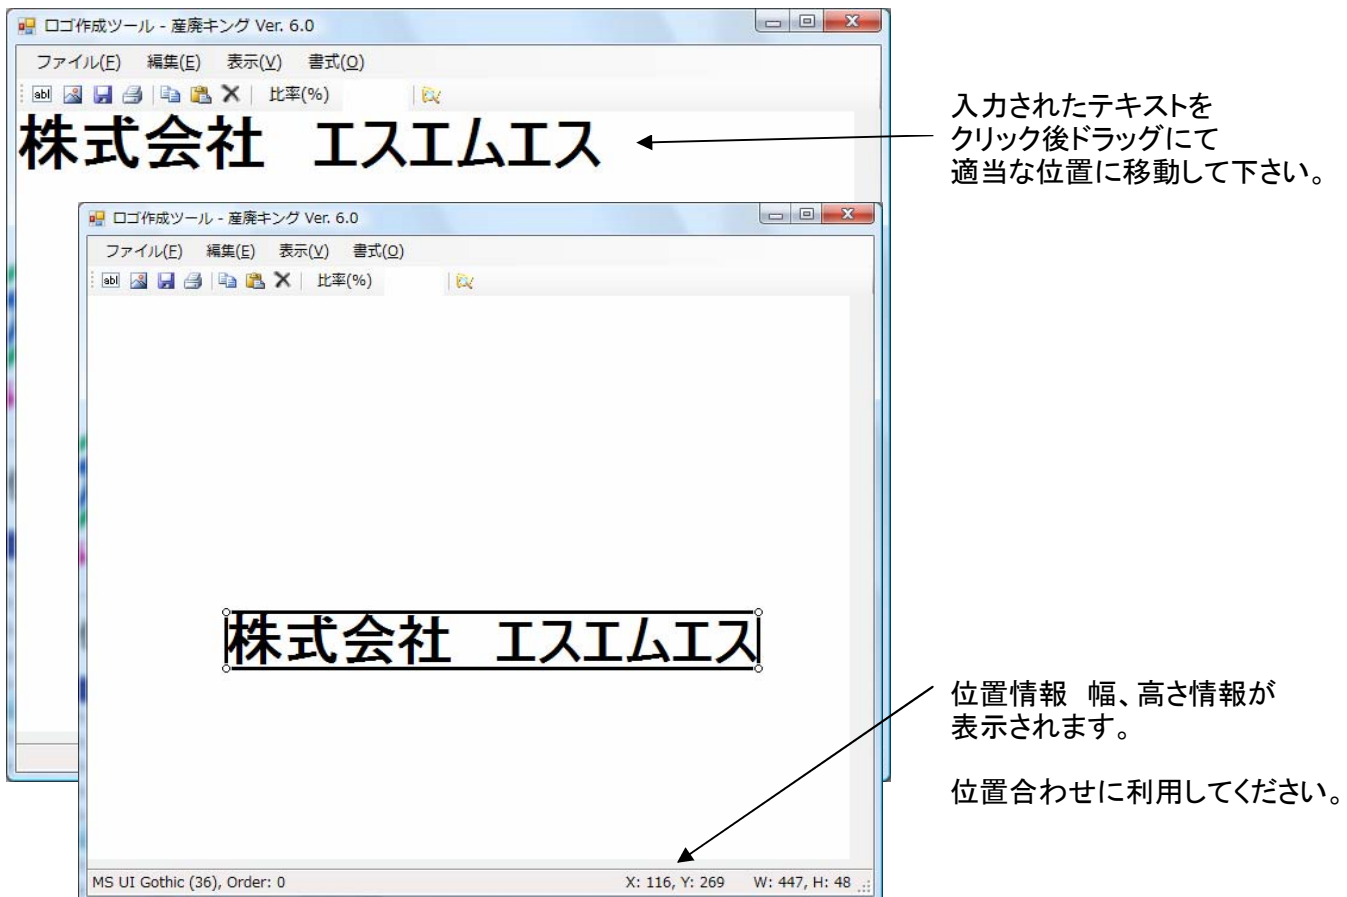 ロゴ作成ツール - 産廃キング Ver. 6.0
ファイル(F) 編集(E) 表示(V) 書式(O)
abl 比率(%)
株式会社　エスエムエス
入力されたテキストを
クリック後ドラッグにて
適当な位置に移動して下さい。
ロゴ作成ツール - 産廃キング Ver. 6.0
ファイル(F) 編集(E) 表示(V) 書式(O)
abl 比率(%)
株式会社　エスエムエス
位置情報　幅、高さ情報が
表示されます。
位置合わせに利用してください。
MS UI Gothic (36), Order: 0 X: 116, Y: 269 W: 447, H: 48